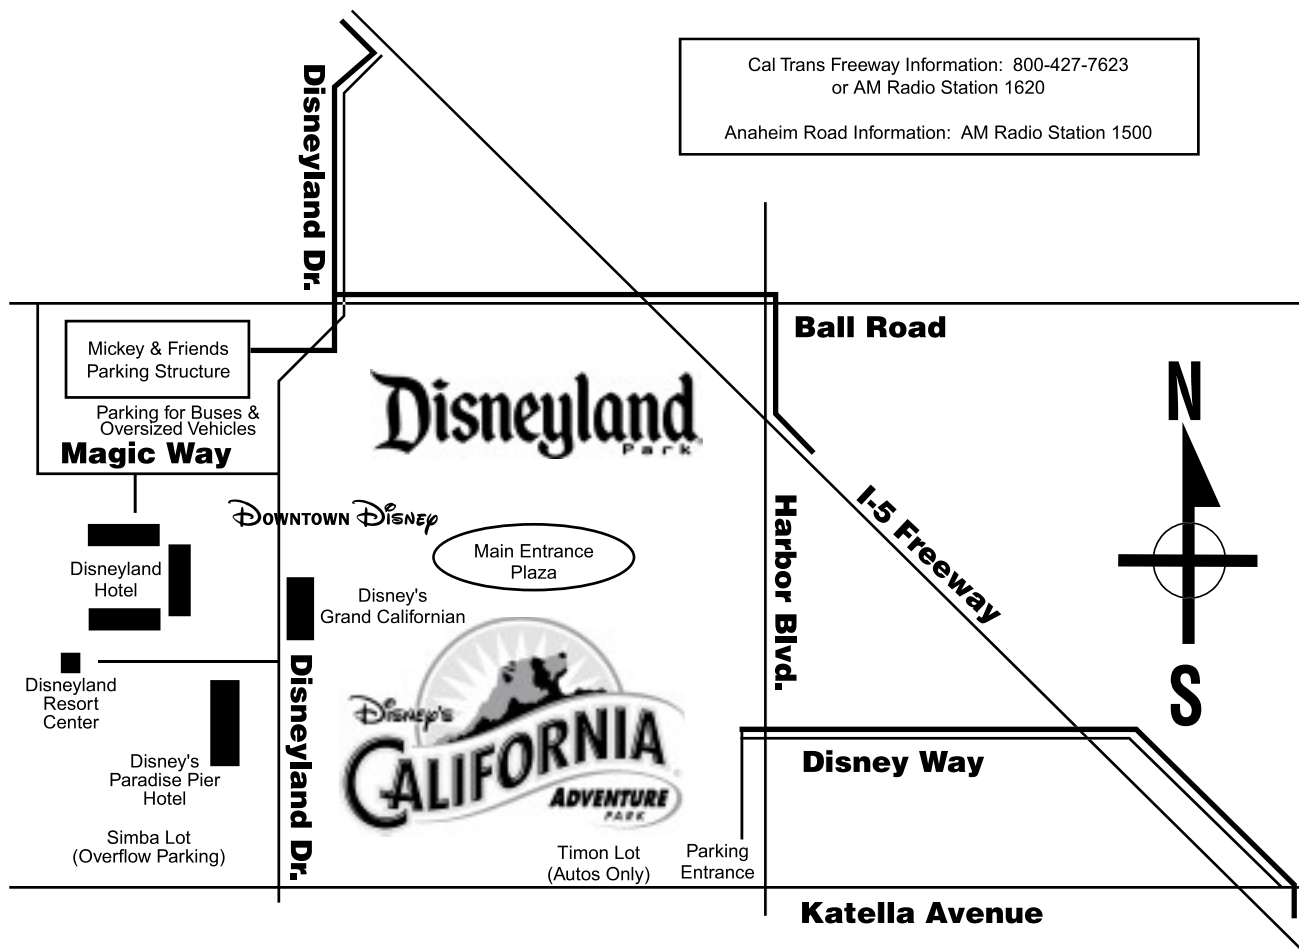 Cal Trans Freeway Information:  800-427-7623
or AM Radio Station 1620
Anaheim Road Information:  AM Radio Station 1500
Disneyland Dr.
Ball Road
Mickey & Friends
Parking Structure
Parking for Buses &
Oversized Vehicles
Magic Way
Disneyland
Park
N
I-5 Freeway
Harbor Blvd.
Downtown Disney
Main Entrance
Plaza
Disneyland
Hotel
Disney's
Grand Californian
Disneyland
Resort
Center
Disneyland Dr.
S
Disney's
California
Adventure
Park
Disney Way
Disney's
Paradise Pier
Hotel
Simba Lot
(Overflow Parking)
Timon Lot
(Autos Only)
Parking
Entrance
Katella Avenue